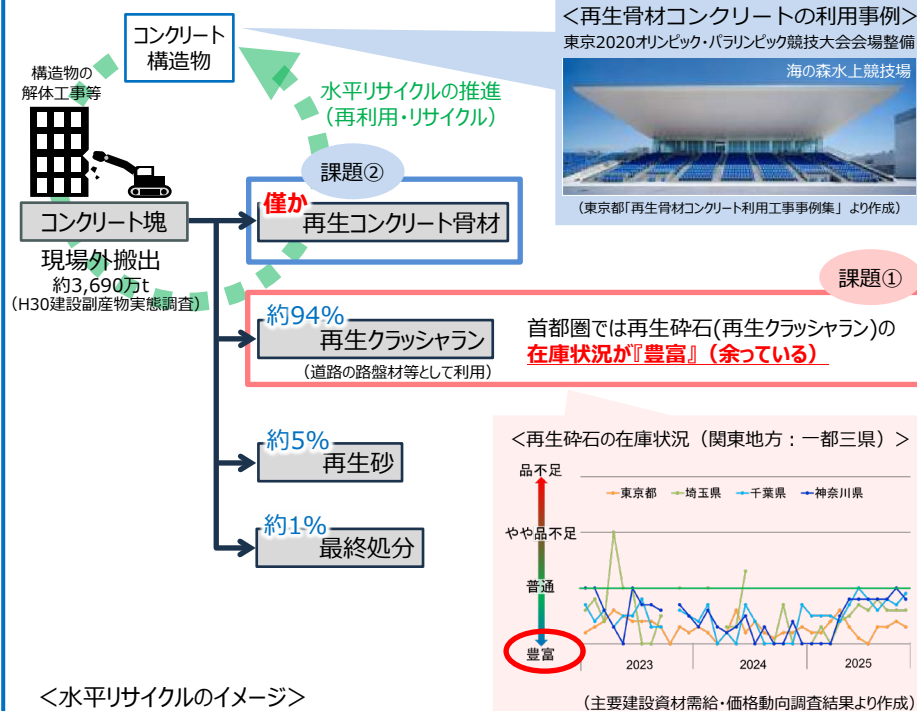 コンクリート
構造物
構造物の
解体工事等
水平リサイクルの推進
（再利用・リサイクル）
＜再生骨材コンクリートの利用事例＞
東京2020オリンピック・パラリンピック競技大会会場整備
海の森水上競技場
（東京都「再生骨材コンクリート利用工事事例集」 より作成）
課題②
僅か
再生コンクリート骨材
コンクリート塊
現場外搬出
約3,690万t
（H30建設副産物実態調査）
課題①
約94%
再生クラッシャラン
（道路の路盤材等として利用）
首都圏では再生砕石(再生クラッシャラン)の
在庫状況が『豊富』（余っている）
約5%
再生砂
約1%
最終処分
＜再生砕石の在庫状況（関東地方：一都三県）＞
品不足
東京都 埼玉県 千葉県 神奈川県
やや品不足
普通
豊富
2023 2024 2025
（主要建設資材需給・価格動向調査結果より作成）
＜水平リサイクルのイメージ＞